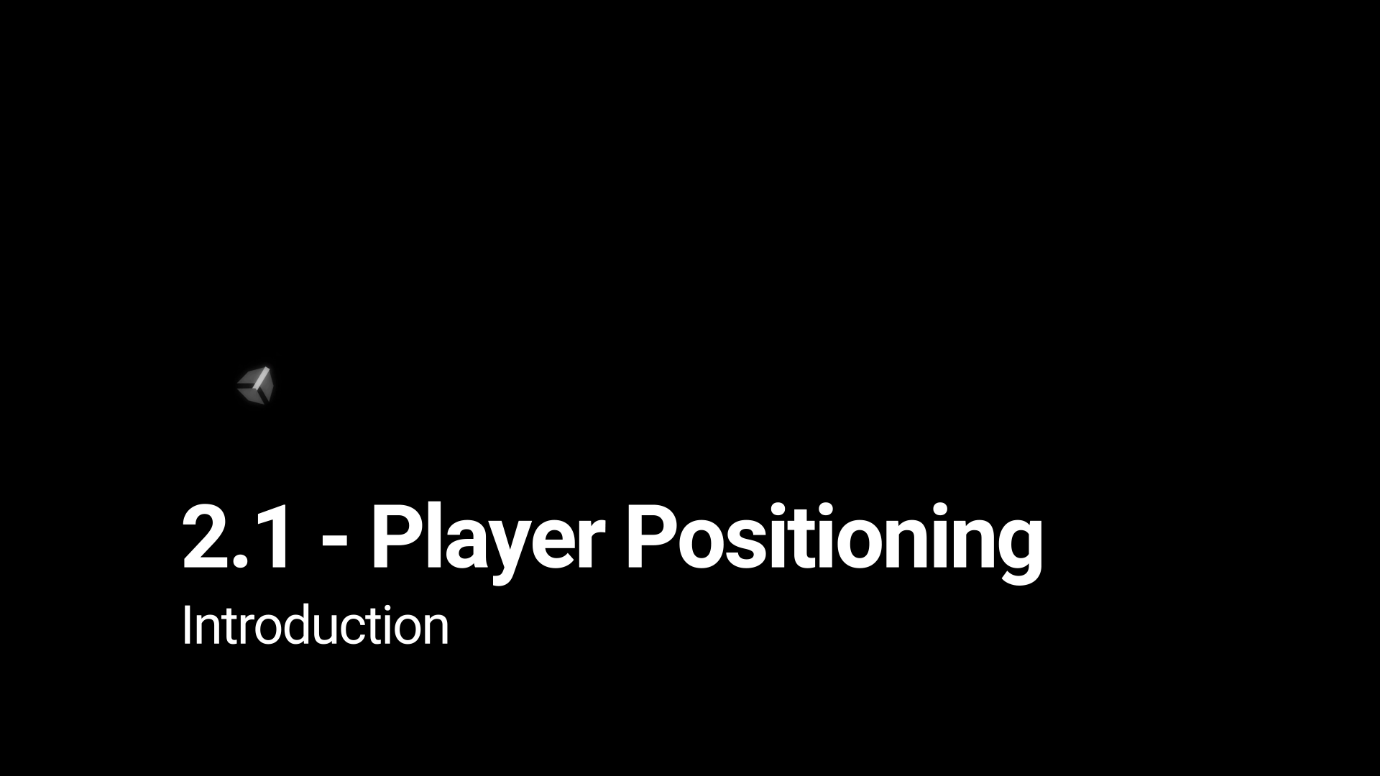 2.1 - Player Positioning
Introduction